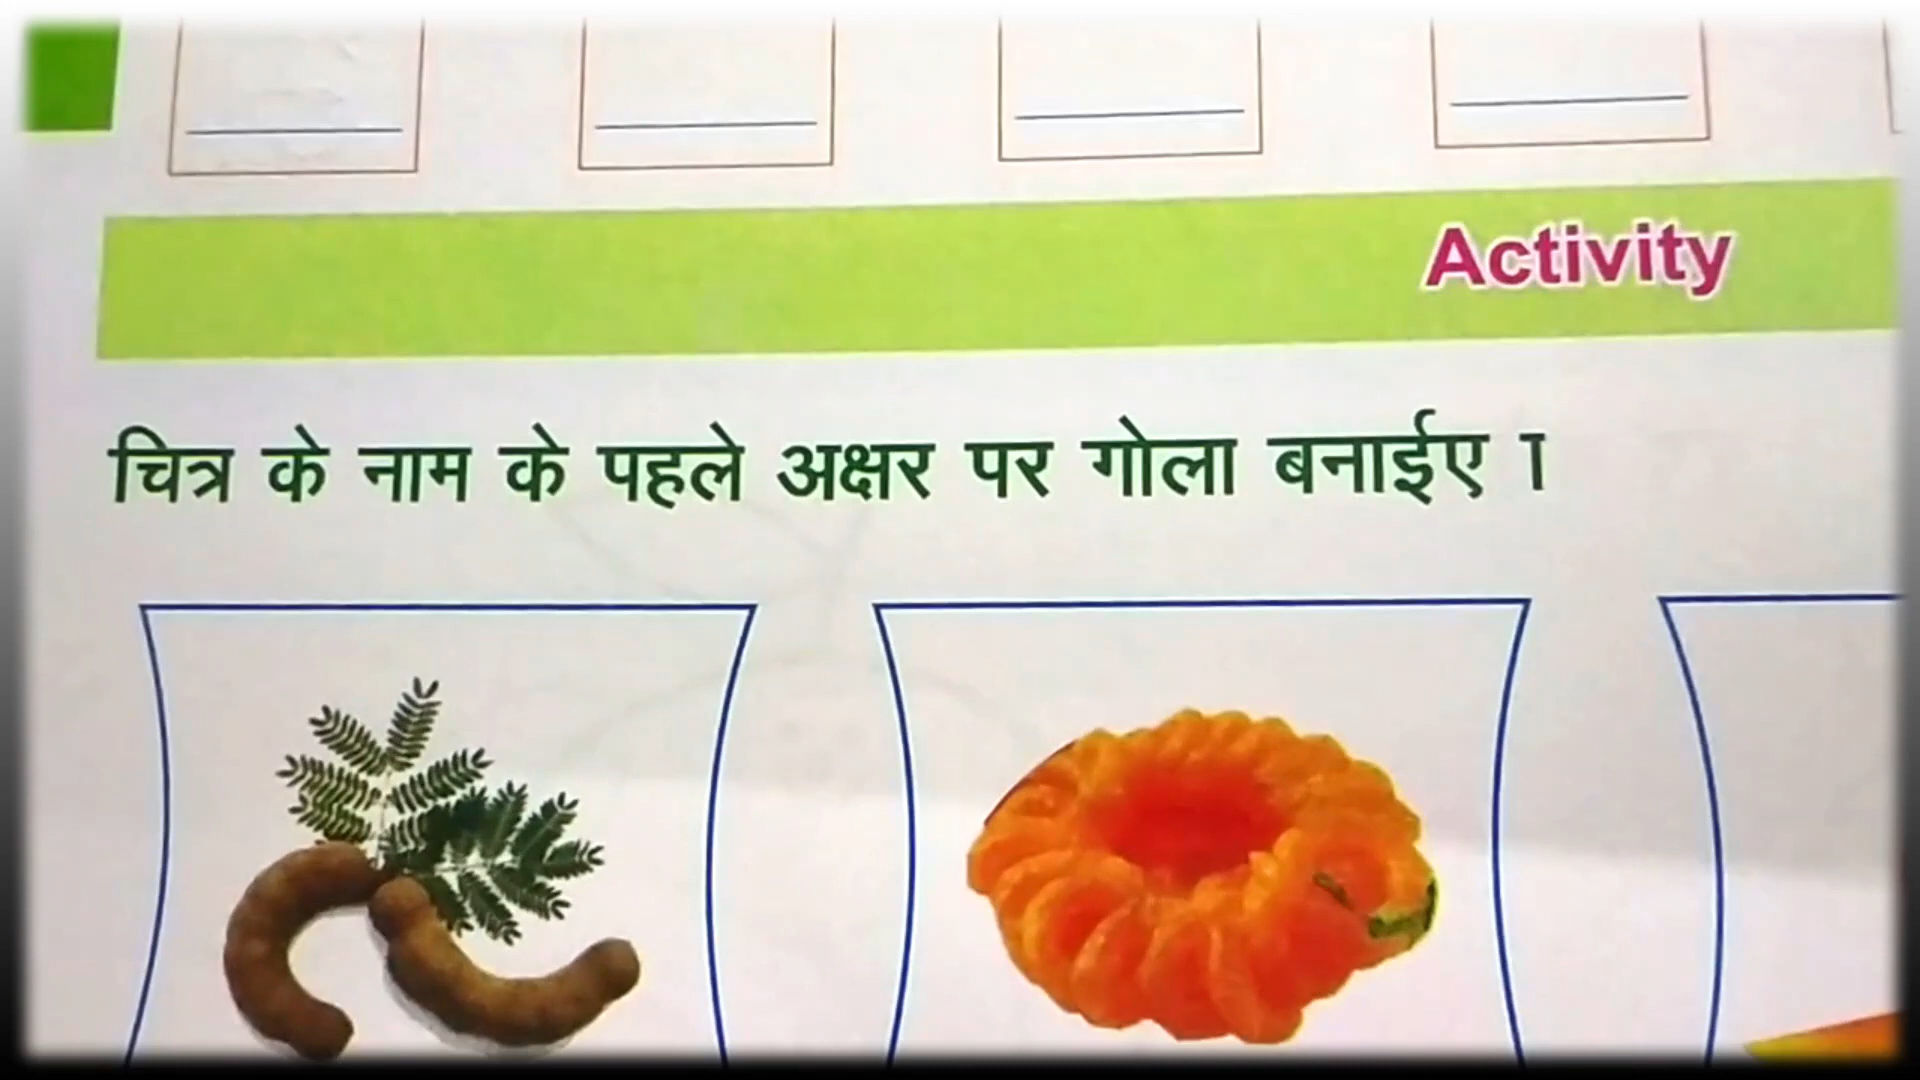 Activity
चित्र के नाम के पहले अक्षर पर गोला बनाईए ।